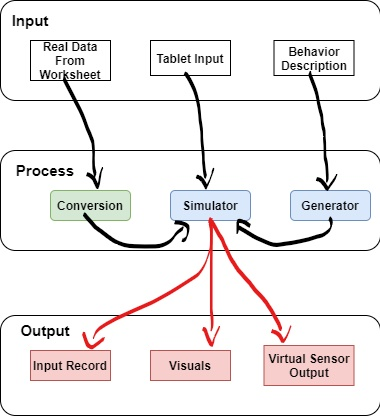 Input
Real Data
From
Worksheet
Tablet Input
Behavior
Description
Process
Conversion
Simulator
Generator
Output
Input Record
Visuals
Virtual Sensor
Output